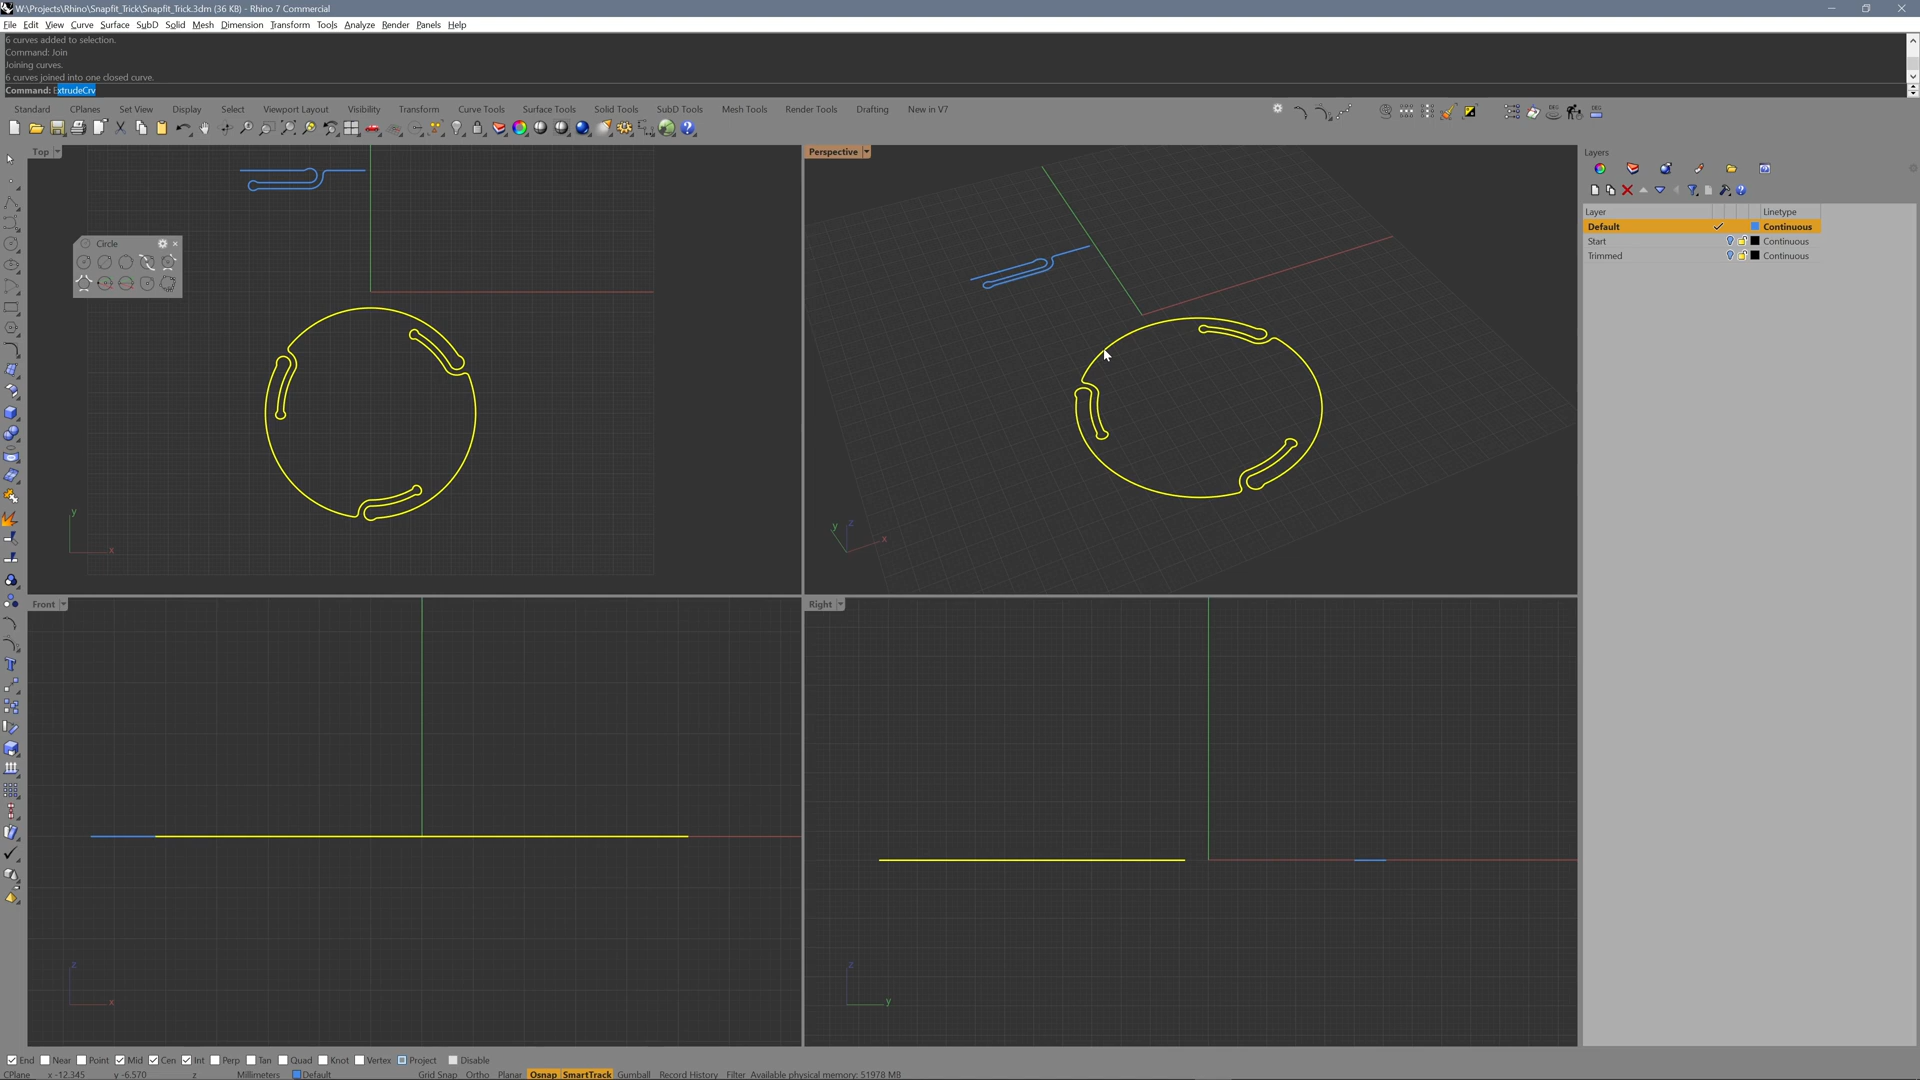 W:\Projects\Rhino\Snapfit_Trick\Snapfit_Trick.3dm (36 KB) - Rhino 7 Commercial
File Edit View Curve Surface SubD Solid Mesh Dimension Transform Tools Analyze Render Panels Help
6 curves added to selection.
Command: Join
Joining curves.
6 curves joined into one closed curve.
Command: ExtrudeCrv
Standard CPlanes Set View Display Select Viewport Layout Visibility Transform Curve Tools Surface Tools Solid Tools SubD Tools Mesh Tools Render Tools Drafting New in V7
Top
Perspective
Layers
Layer Linetype
Default Continuous
Start Continuous
Trimmed Continuous
Circle
y
x
y z
x
Front
Right
z
x
z
y
End Near Point Mid Cen Int Perp Tan Quad Knot Vertex Project Disable
CPlane x -12.345 y -6.570 z Millimeters Default Grid Snap Ortho Planar Osnap SmartTrack Gumball Record History Filter Available physical memory: 51978 MB